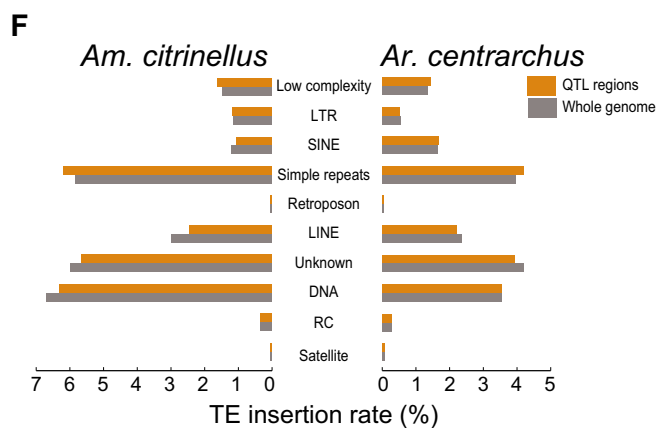 F
Am. citrinellus
Ar. centrarchus
Low complexity
LTR
SINE
Simple repeats
Retroposon
LINE
Unknown
DNA
RC
Satellite
QTL regions
Whole genome
7 6 5 4 3 2 1 0
0 1 2 3 4 5
TE insertion rate (%)